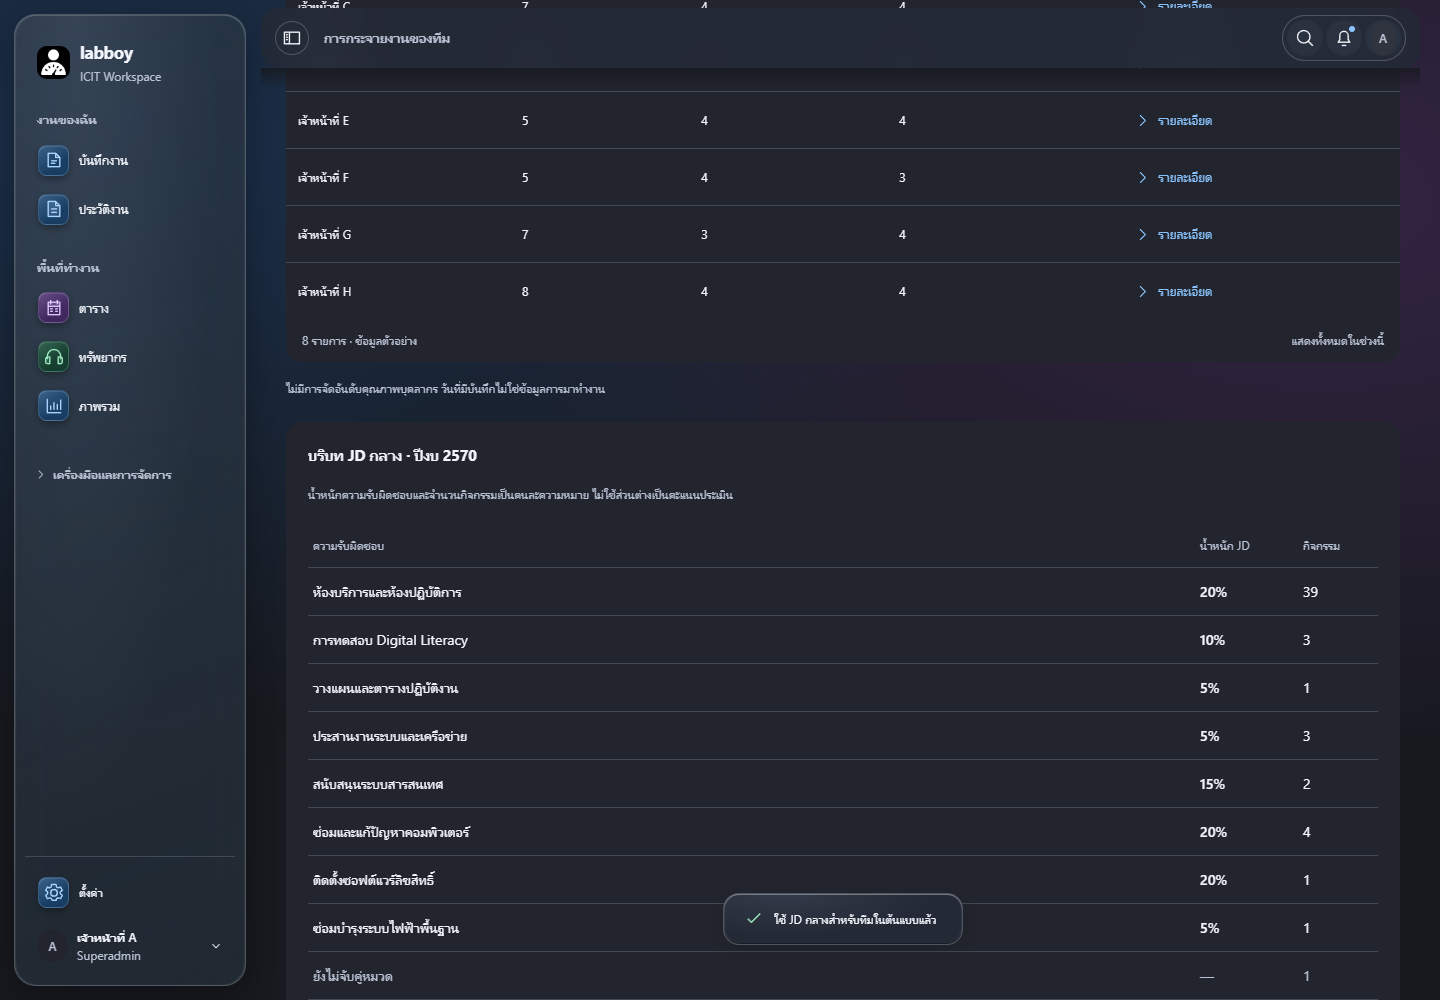 labboy
ICIT Workspace
งานของฉัน
บันทึกงาน
ประวัติงาน
พื้นที่ทำงาน
ตาราง
ทรัพยากร
ภาพรวม
เครื่องมือและการจัดการ
ตั้งค่า
A
เจ้าหน้าที่ A
Superadmin
การกระจายงานของทีม
A
เจ้าหน้าที่ C 7 4 4 รายละเอียด
เจ้าหน้าที่ E 5 4 4 รายละเอียด
เจ้าหน้าที่ F 5 4 3 รายละเอียด
เจ้าหน้าที่ G 7 3 4 รายละเอียด
เจ้าหน้าที่ H 8 4 4 รายละเอียด
8 รายการ · ข้อมูลตัวอย่าง แสดงทั้งหมดในช่วงนี้
ไม่มีการจัดอันดับคุณภาพบุคลากร วันที่มีบันทึกไม่ใช่ข้อมูลการมาทำงาน
บริบท JD กลาง · ปีงบ 2570
น้ำหนักความรับผิดชอบและจำนวนกิจกรรมเป็นคนละความหมาย ไม่ใช้ส่วนต่างเป็นคะแนนประเมิน
ความรับผิดชอบ น้ำหนัก JD กิจกรรม
ห้องบริการและห้องปฏิบัติการ 20% 39
การทดสอบ Digital Literacy 10% 3
วางแผนและตารางปฏิบัติงาน 5% 1
ประสานงานระบบและเครือข่าย 5% 3
สนับสนุนระบบสารสนเทศ 15% 2
ซ่อมและแก้ปัญหาคอมพิวเตอร์ 20% 4
ติดตั้งซอฟต์แวร์ลิขสิทธิ์ 20% 1
ซ่อมบำรุงระบบไฟฟ้าพื้นฐาน 5% 1
ยังไม่จับคู่หมวด — 1
ใช้ JD กลางสำหรับทีมในต้นแบบแล้ว